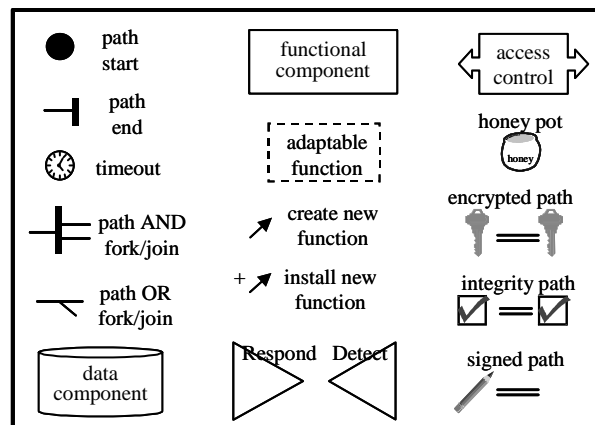 path
start
path
end
timeout
path AND
fork/join
path OR
fork/join
data
component
functional
component
adaptable
function
create new
function
+
install new
function
Respond Detect
access
control
honey pot
honey
encrypted path
integrity path
signed path